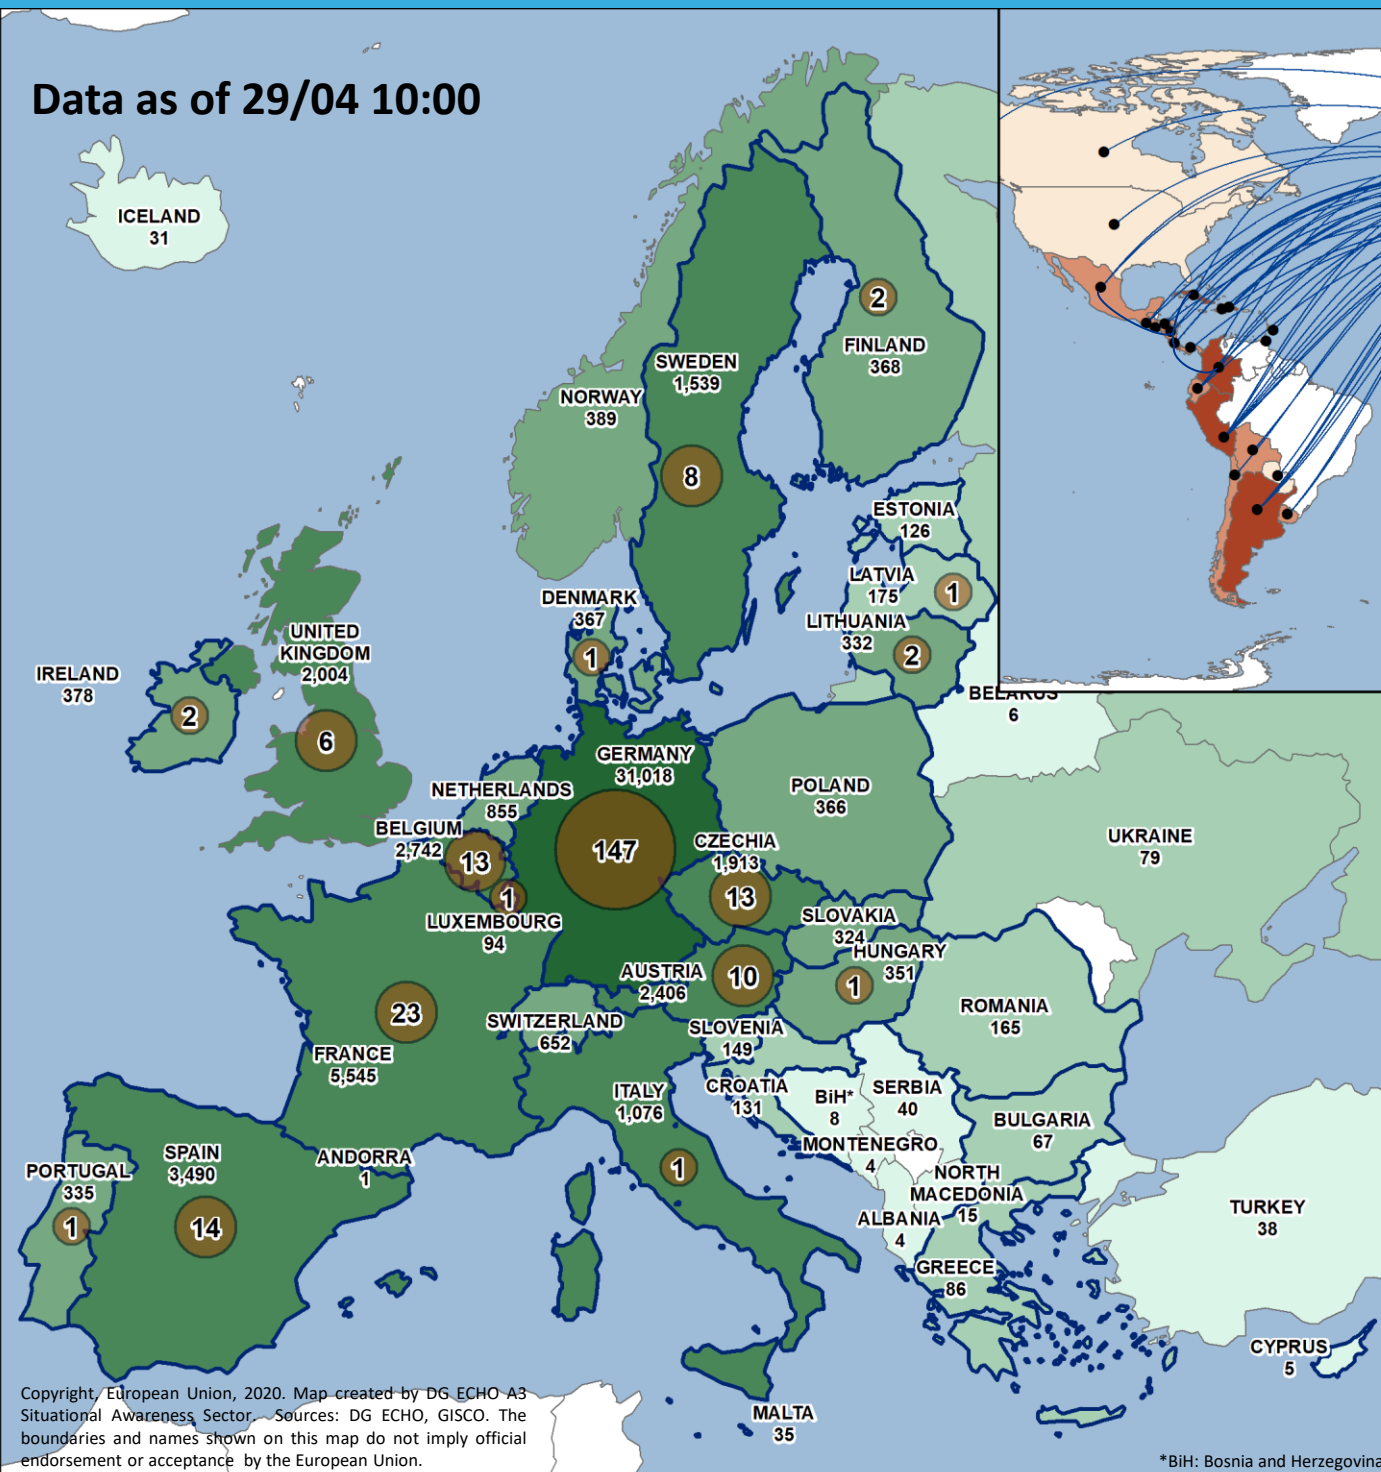 Data as of 29/04 10:00
ICELAND
31
2
FINLAND
368
SWEDEN
1,539
NORWAY
389
8
ESTONIA
126
LATVIA
175
1
DENMARK
367
1
LITHUANIA
332
2
UNITED
KINGDOM
2,004
6
IRELAND
378
2
BELARUS
6
GERMANY
31,018
147
NETHERLANDS
855
POLAND
366
BELGIUM
2,742
13
CZECHIA
1,913
13
UKRAINE
79
1
LUXEMBOURG
94
SLOVAKIA
324
HUNGARY
351
1
AUSTRIA
2,406
10
23
FRANCE
5,545
SWITZERLAND
652
SLOVENIA
149
ROMANIA
165
ITALY
1,076
1
CROATIA
131
BiH*
8
SERBIA
40
BULGARIA
67
MONTENEGRO
4
SPAIN
3,490
14
ANDORRA
1
PORTUGAL
335
1
NORTH
MACEDONIA
15
ALBANIA
4
TURKEY
38
GREECE
86
CYPRUS
5
MALTA
35
Copyright, European Union, 2020. Map created by DG ECHO A3
Situational Awareness Sector. Sources: DG ECHO, GISCO. The
boundaries and names shown on this map do not imply official
endorsement or acceptance by the European Union.
*BiH: Bosnia and Herzegovina